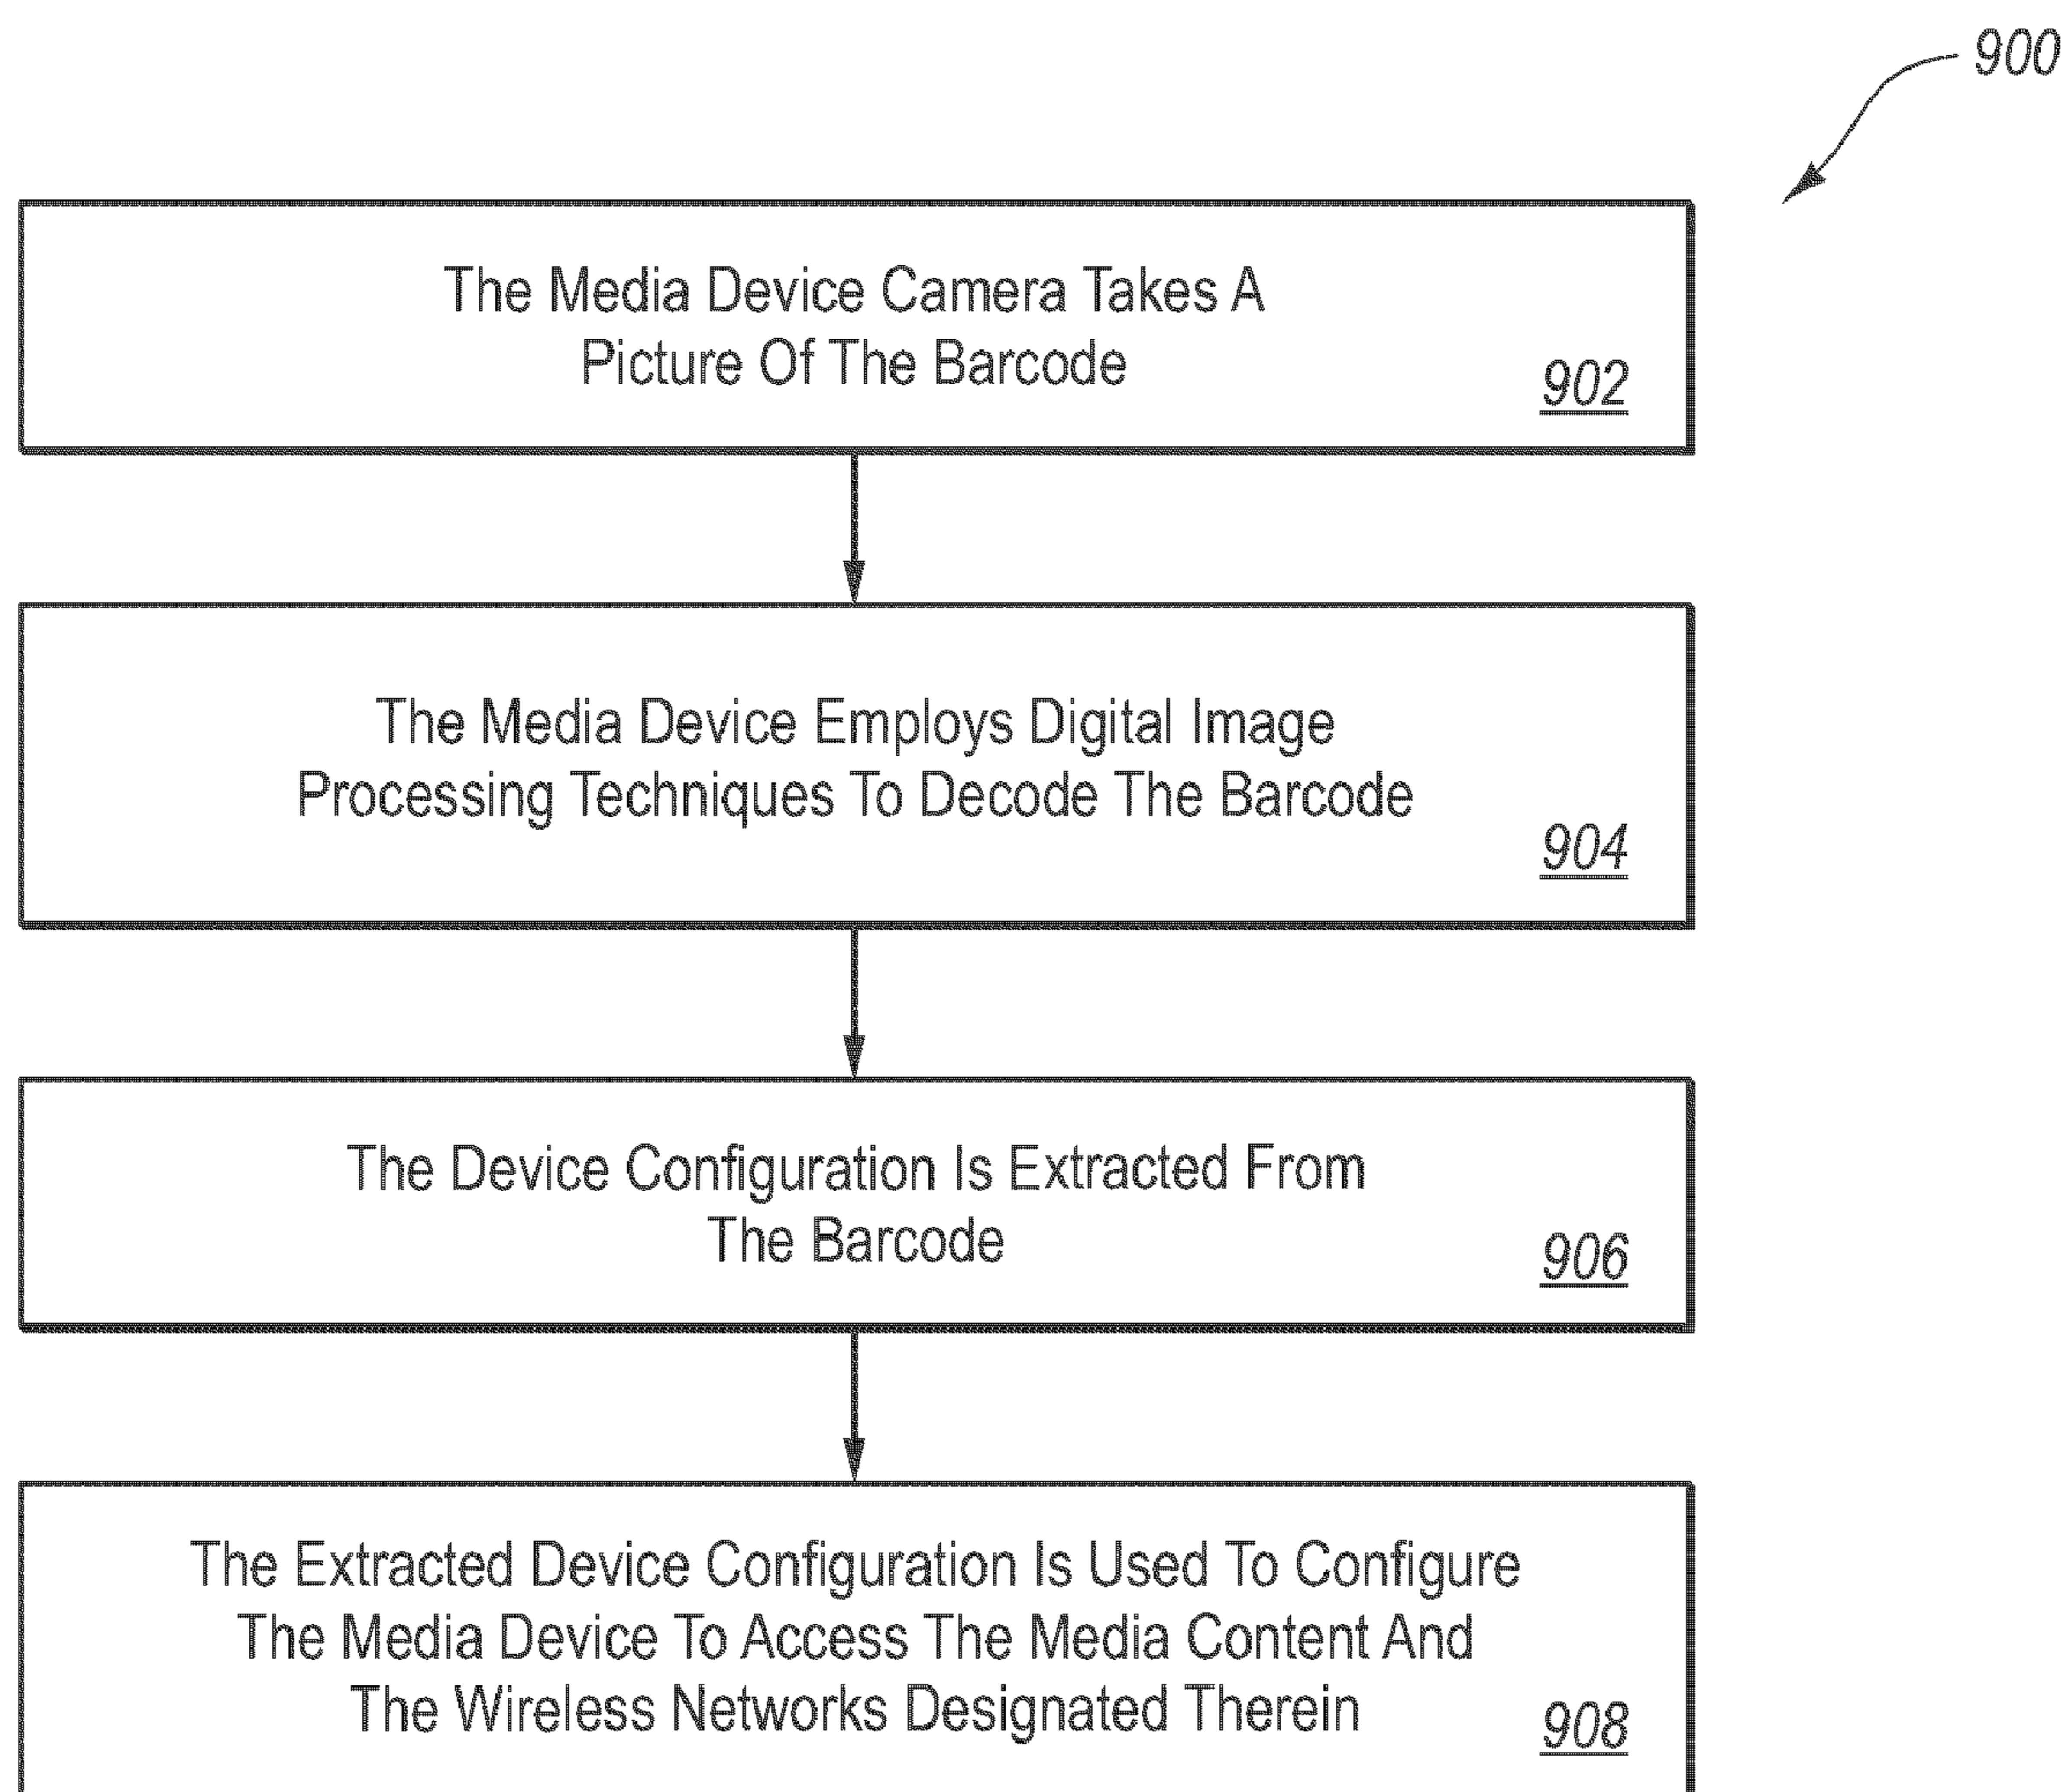 900
The Media Device Camera Takes A
Picture Of The Barcode
902
The Media Device Employs Digital Image
Processing Techniques To Decode The Barcode
904
The Device Configuration Is Extracted From
The Barcode
906
The Extracted Device Configuration Is Used To Configure
The Media Device To Access The Media Content And
The Wireless Networks Designated Therein
908